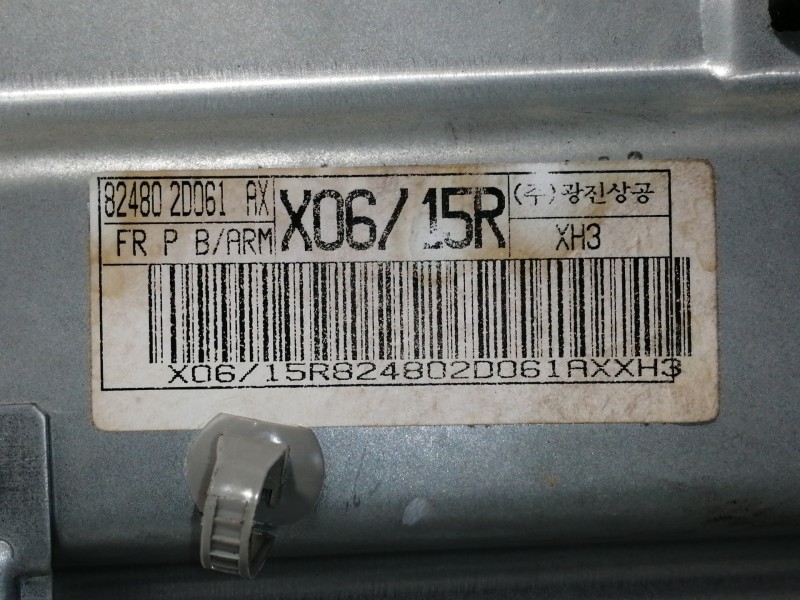 82480 2D061 AX
FR P B/ARM
X06/15R
(주)광진상공
XH3
X06/15R824802D061AXXH3